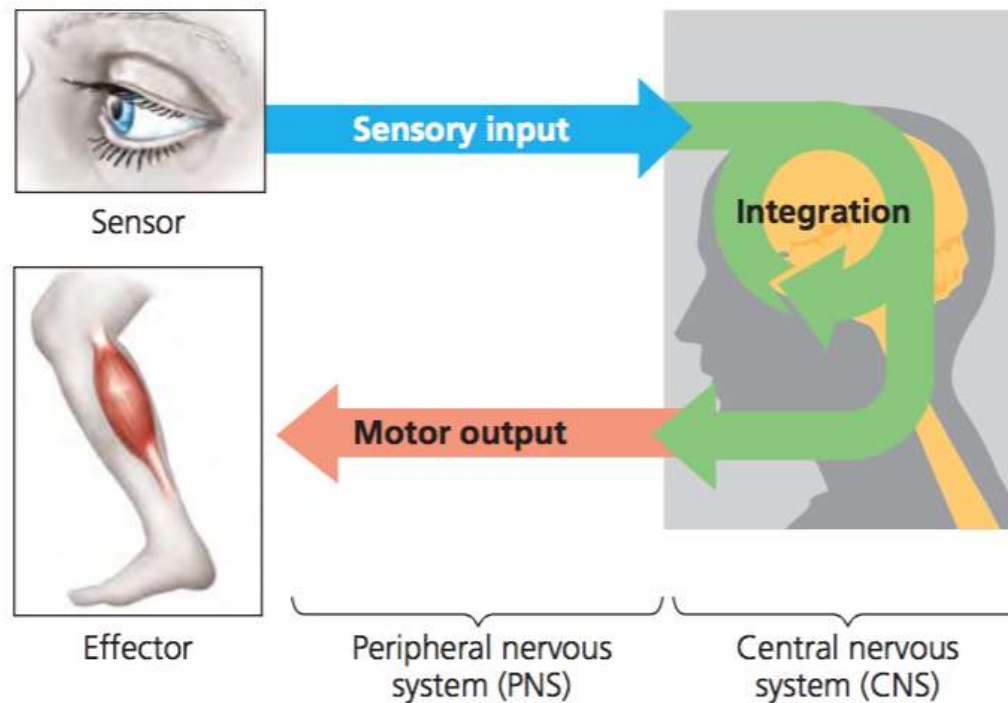 Sensory input
Sensor
Integration
Motor output
Effector
Peripheral nervous
system (PNS)
Central nervous
system (CNS)